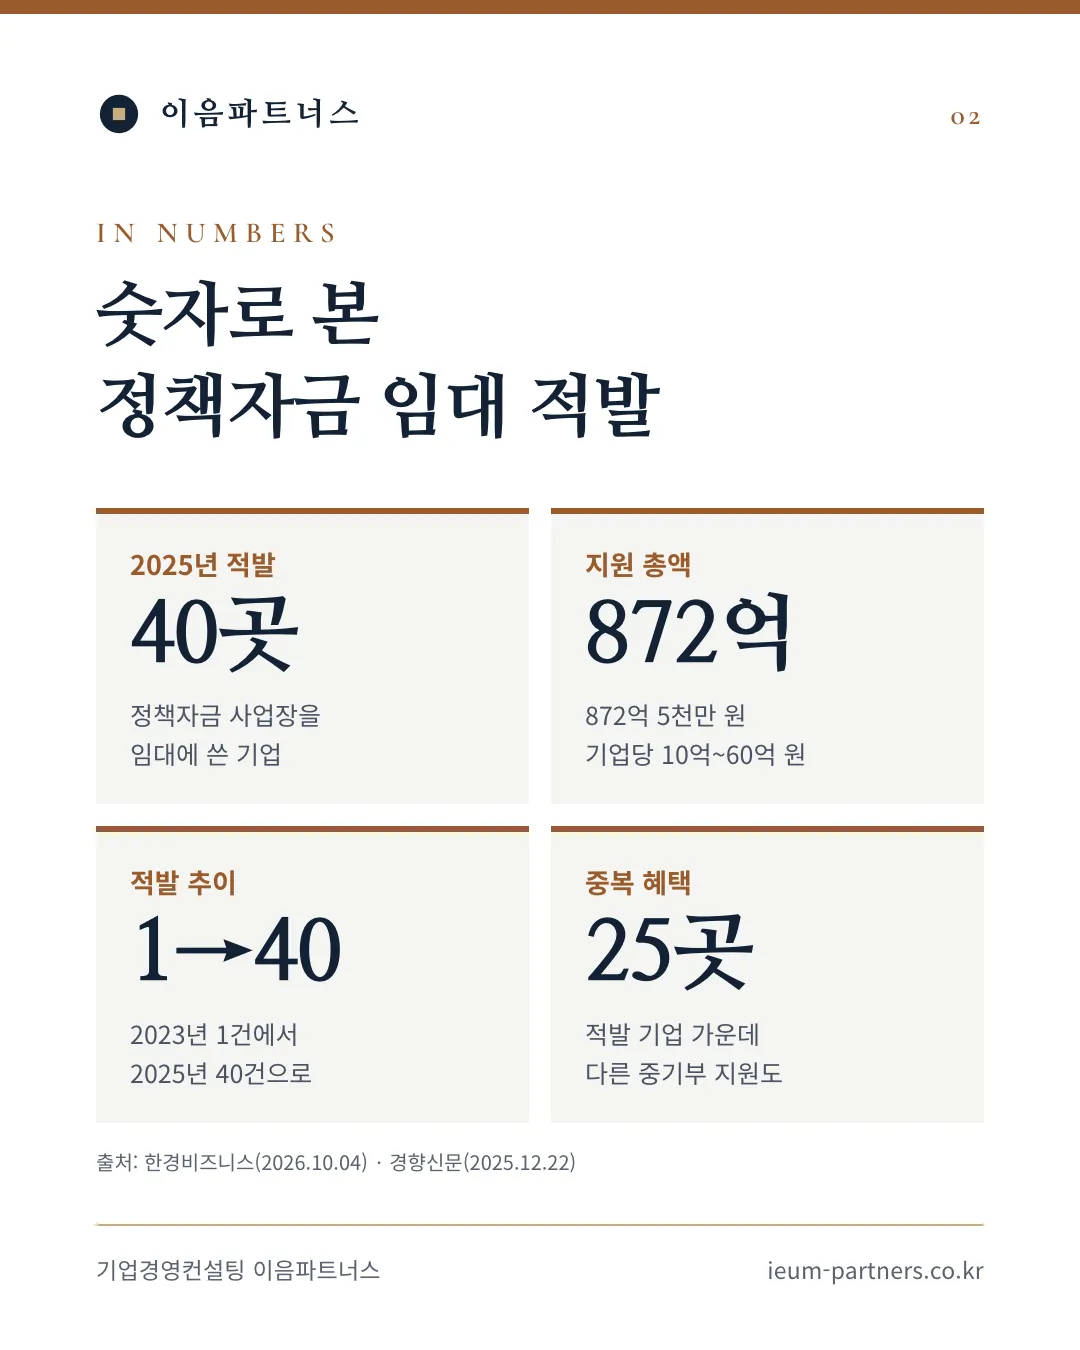 이음파트너스
02
IN NUMBERS
숫자로 본
정책자금 임대 적발
2025년 적발
40곳
정책자금 사업장을
임대에 쓴 기업
지원 총액
872억
872억 5천만 원
기업당 10억~60억 원
적발 추이
1→40
2023년 1건에서
2025년 40건으로
중복 혜택
25곳
적발 기업 가운데
다른 중기부 지원도
출처: 한경비즈니스(2026.10.04) · 경향신문(2025.12.22)
기업경영컨설팅 이음파트너스
ieum-partners.co.kr